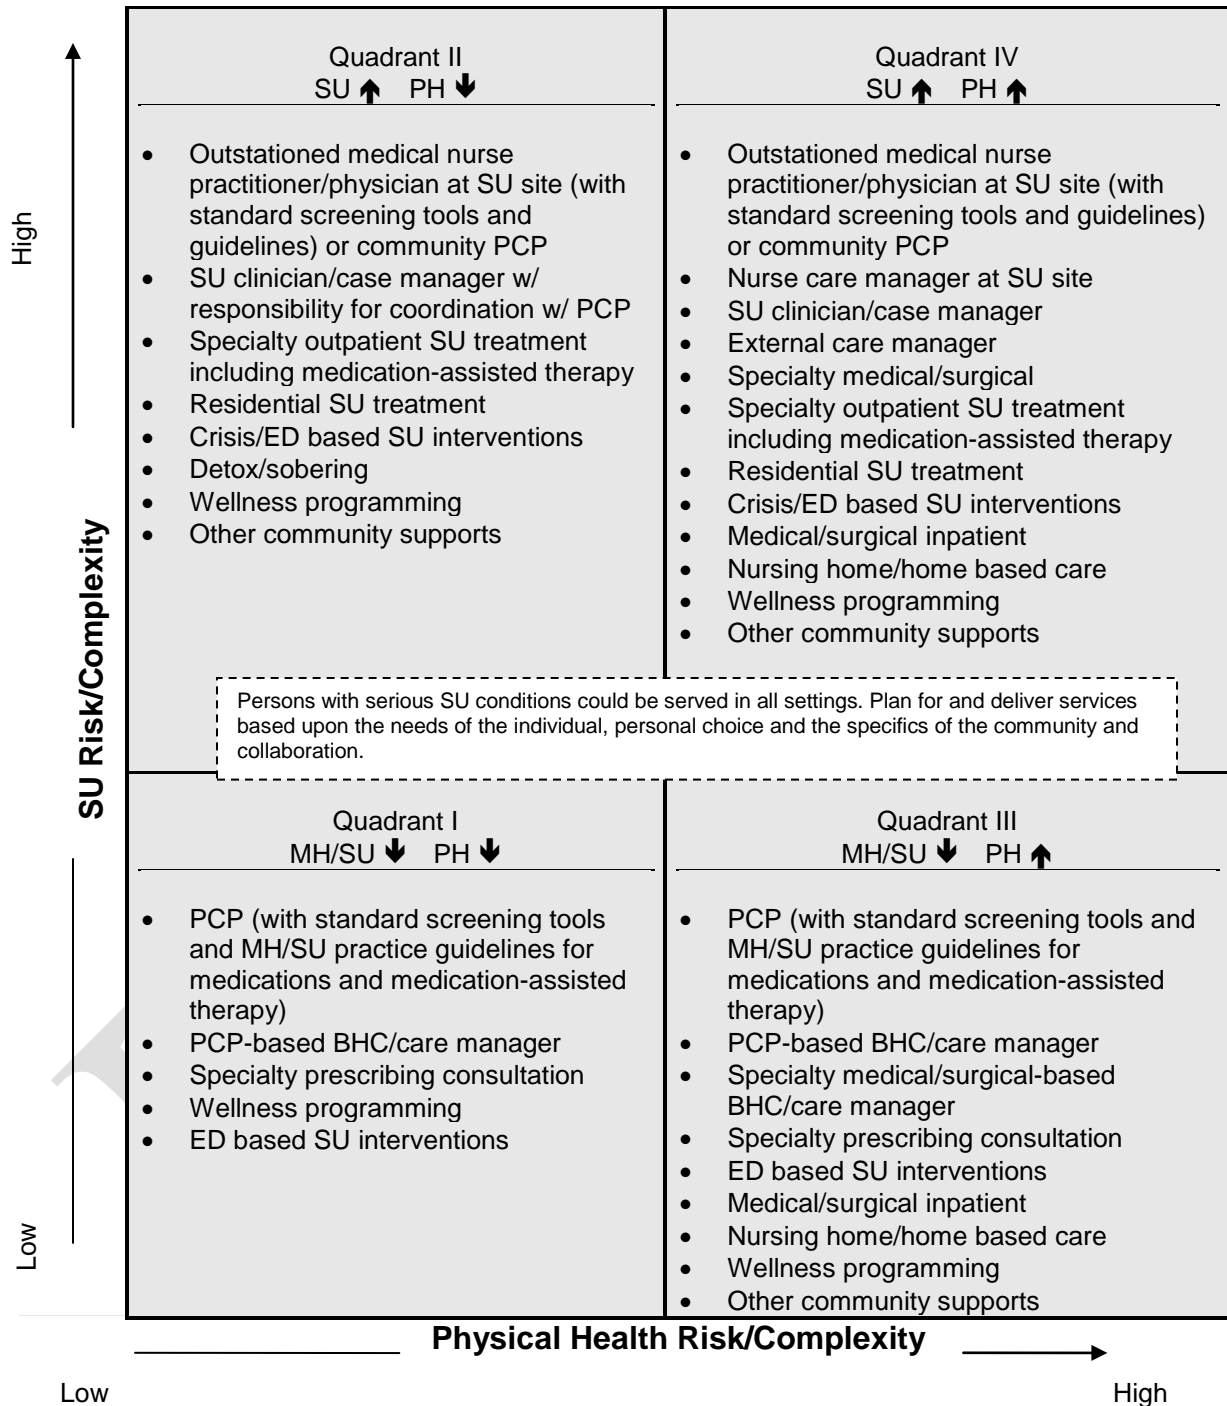 Quadrant II
SU 🡹 PH 🡻
• Outstationed medical nurse
practitioner/physician at SU site (with
standard screening tools and
guidelines) or community PCP
• SU clinician/case manager w/
responsibility for coordination w/ PCP
• Specialty outpatient SU treatment
including medication-assisted therapy
• Residential SU treatment
• Crisis/ED based SU interventions
• Detox/sobering
• Wellness programming
• Other community supports
Quadrant IV
SU 🡹 PH 🡹
• Outstationed medical nurse
practitioner/physician at SU site (with
standard screening tools and guidelines)
or community PCP
• Nurse care manager at SU site
• SU clinician/case manager
• External care manager
• Specialty medical/surgical
• Specialty outpatient SU treatment
including medication-assisted therapy
• Residential SU treatment
• Crisis/ED based SU interventions
• Medical/surgical inpatient
• Nursing home/home based care
• Wellness programming
• Other community supports
Persons with serious SU conditions could be served in all settings. Plan for and deliver services
based upon the needs of the individual, personal choice and the specifics of the community and
collaboration.
Quadrant I
MH/SU 🡻 PH 🡻
• PCP (with standard screening tools
and MH/SU practice guidelines for
medications and medication-assisted
therapy)
• PCP-based BHC/care manager
• Specialty prescribing consultation
• Wellness programming
• ED based SU interventions
Quadrant III
MH/SU 🡻 PH 🡹
• PCP (with standard screening tools and
MH/SU practice guidelines for
medications and medication-assisted
therapy)
• PCP-based BHC/care manager
• Specialty medical/surgical-based
BHC/care manager
• Specialty prescribing consultation
• ED based SU interventions
• Medical/surgical inpatient
• Nursing home/home based care
• Wellness programming
• Other community supports
High
SU Risk/Complexity
Low
Physical Health Risk/Complexity
Low
High